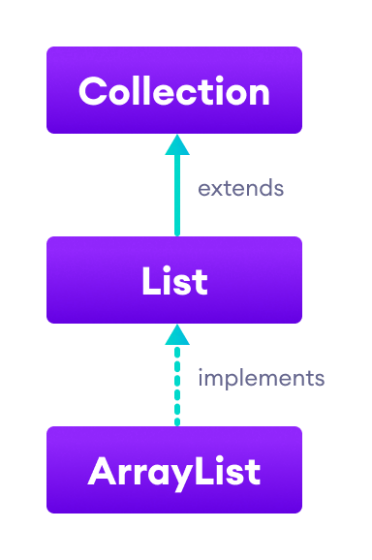 Collection
extends
List
implements
ArrayList